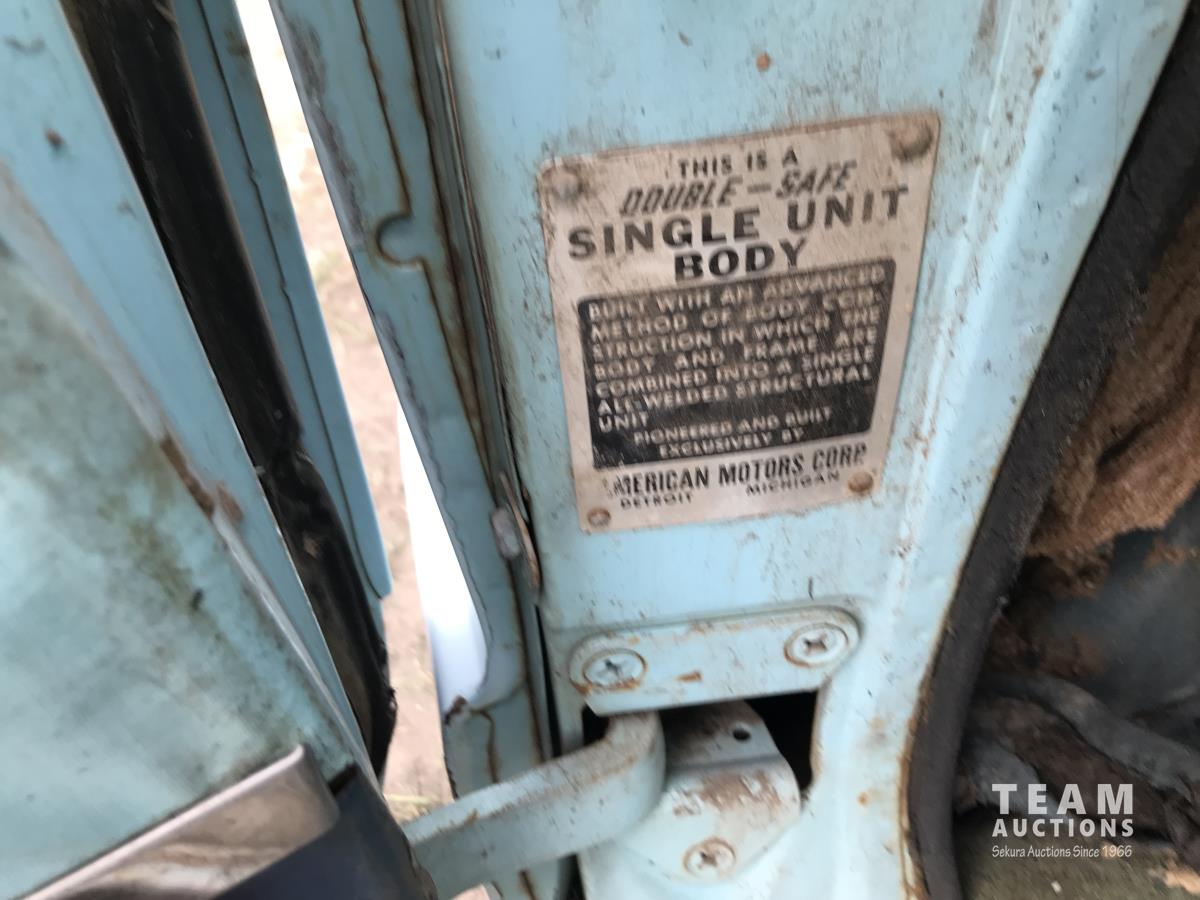 THIS IS A
DOUBLE-SAFE
SINGLE UNIT
BODY
BUILT WITH AN ADVANCED
METHOD OF BODY CON-
STRUCTION IN WHICH THE
BODY AND FRAME ARE
COMBINED INTO A SINGLE
ALL-WELDED STRUCTURAL
UNIT
PIONEERED AND BUILT
EXCLUSIVELY BY
AMERICAN MOTORS CORP
DETROIT MICHIGAN
TEAM
AUCTIONS
Sekura Auctions Since 1966